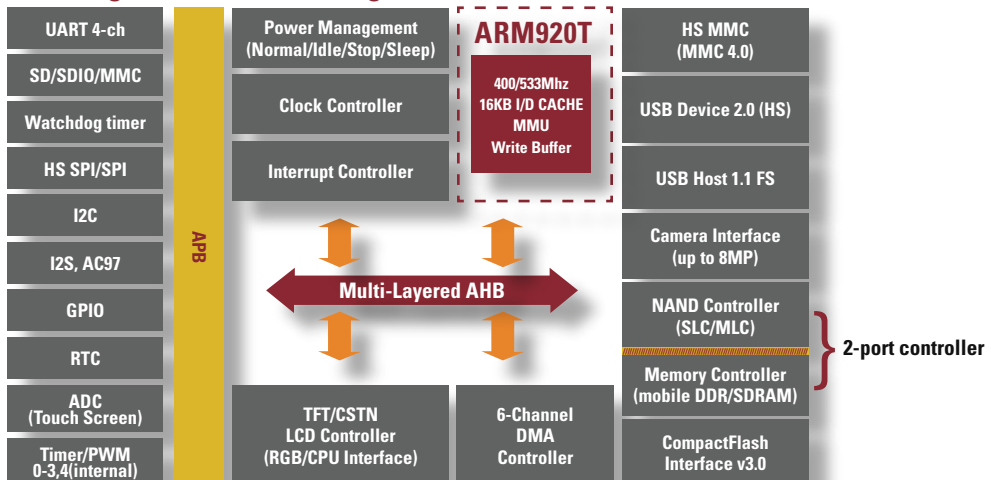 UART 4-ch
SD/SDIO/MMC
Watchdog timer
HS SPI/SPI
I2C
I2S, AC97
GPIO
RTC
ADC
(Touch Screen)
Timer/PWM
0-3,4(internal)
APB
Power Management
(Normal/Idle/Stop/Sleep)
Clock Controller
Interrupt Controller
ARM920T
400/533Mhz
16KB I/D CACHE
MMU
Write Buffer
Multi-Layered AHB
TFT/CSTN
LCD Controller
(RGB/CPU Interface)
6-Channel
DMA
Controller
HS MMC
(MMC 4.0)
USB Device 2.0 (HS)
USB Host 1.1 FS
Camera Interface
(up to 8MP)
NAND Controller
(SLC/MLC)
Memory Controller
(mobile DDR/SDRAM)
CompactFlash
Interface v3.0
2-port controller